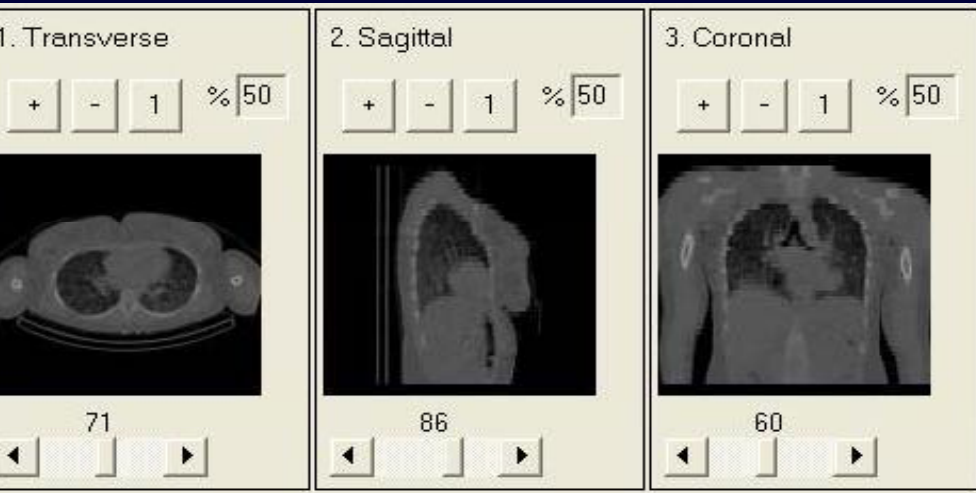 1. Transverse
+ - 1 % 50
71
2. Sagittal
+ - 1 % 50
86
3. Coronal
+ - 1 % 50
60